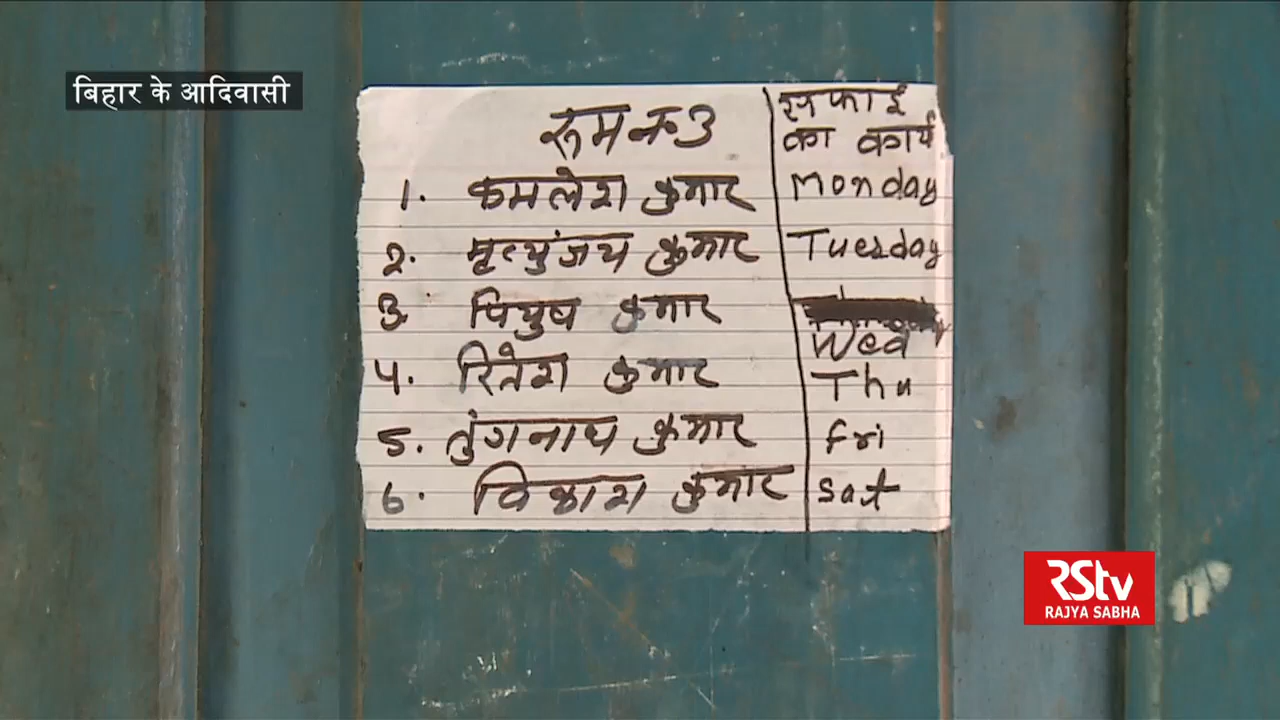 बिहार के आदिवासी
रूम नं 3 सफाई
का कार्य
1. कमलेश कुमार Monday
2. मृत्युंजय कुमार Tuesday
3 पियुष कुमार Wed
4. रितेश कुमार Thu
5. तुंगनाथ कुमार fri
6. विकाश कुमार sat
RSTV
RAJYA SABHA